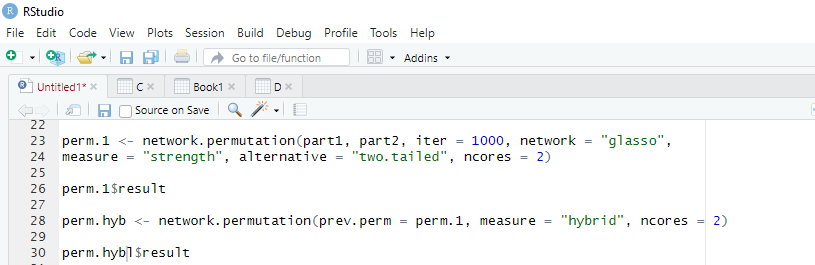 RStudio
File Edit Code View Plots Session Build Debug Profile Tools Help
Go to file/function Addins
Untitled1* C Book1 D
Source on Save
22
23 perm.1 <- network.permutation(part1, part2, iter = 1000, network = "glasso",
24 measure = "strength", alternative = "two.tailed", ncores = 2)
25
26 perm.1$result
27
28 perm.hyb <- network.permutation(prev.perm = perm.1, measure = "hybrid", ncores = 2)
29
30 perm.hyb$result